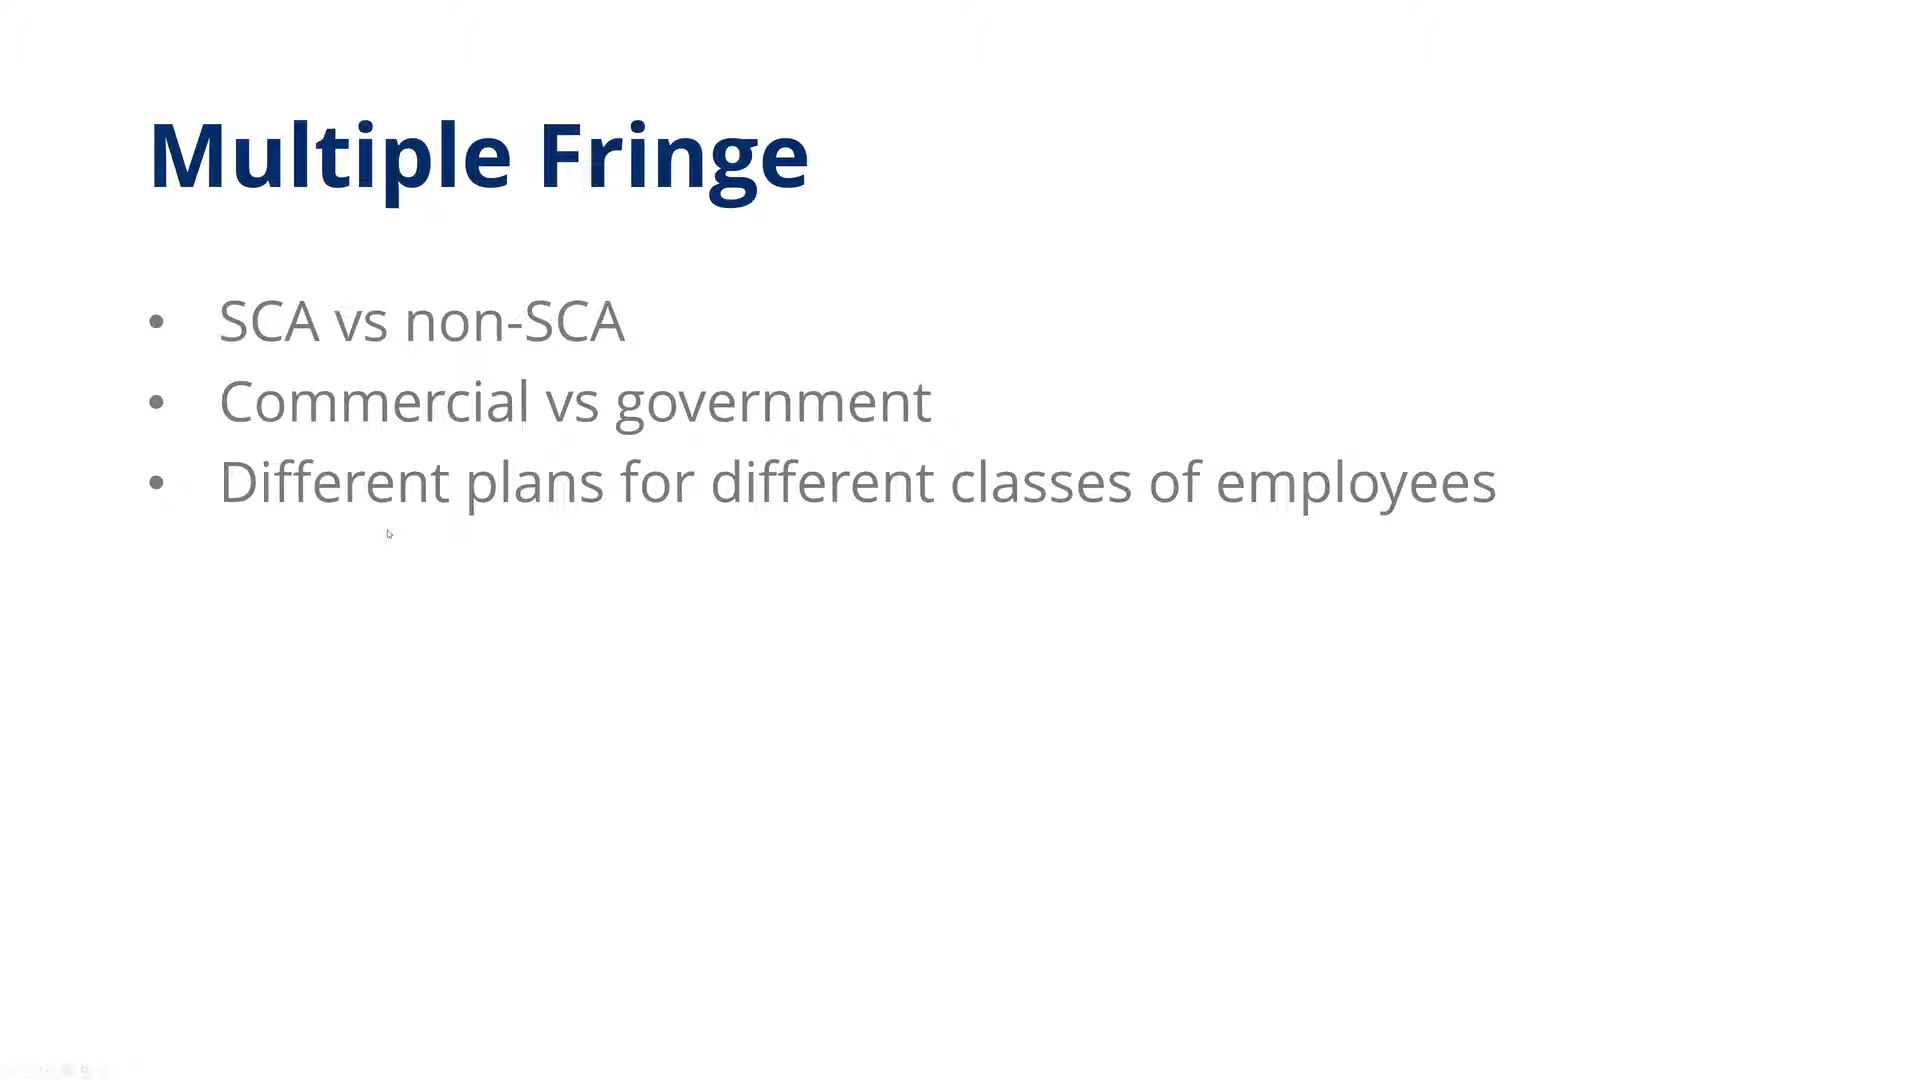 Multiple Fringe
• SCA vs non-SCA
• Commercial vs government
• Different plans for different classes of employees